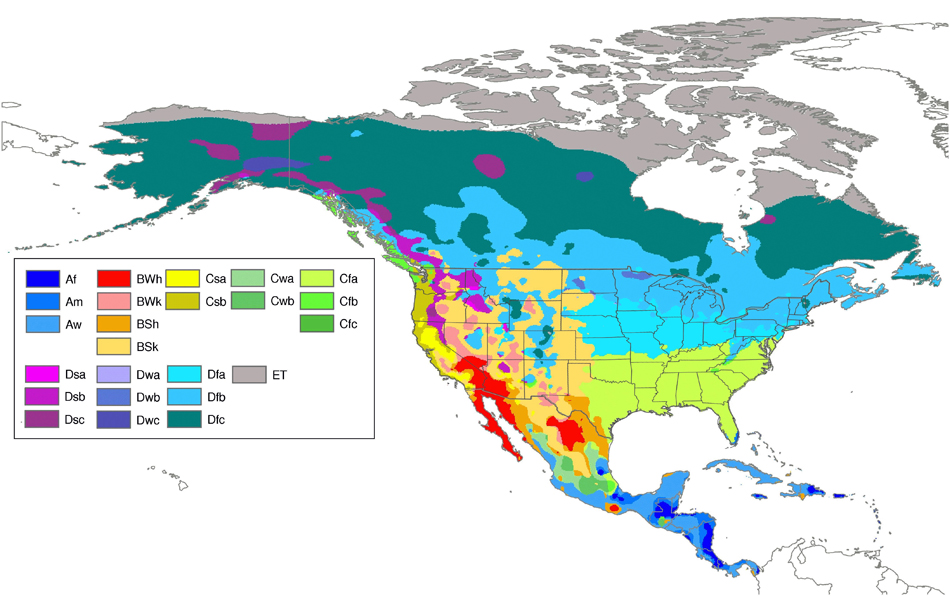 Af BWh Csa Cwa Cfa
Am BWk Csb Cwb Cfb
Aw BSh Cfc
BSk
Dsa Dwa Dfa ET
Dsb Dwb Dfb
Dsc Dwc Dfc